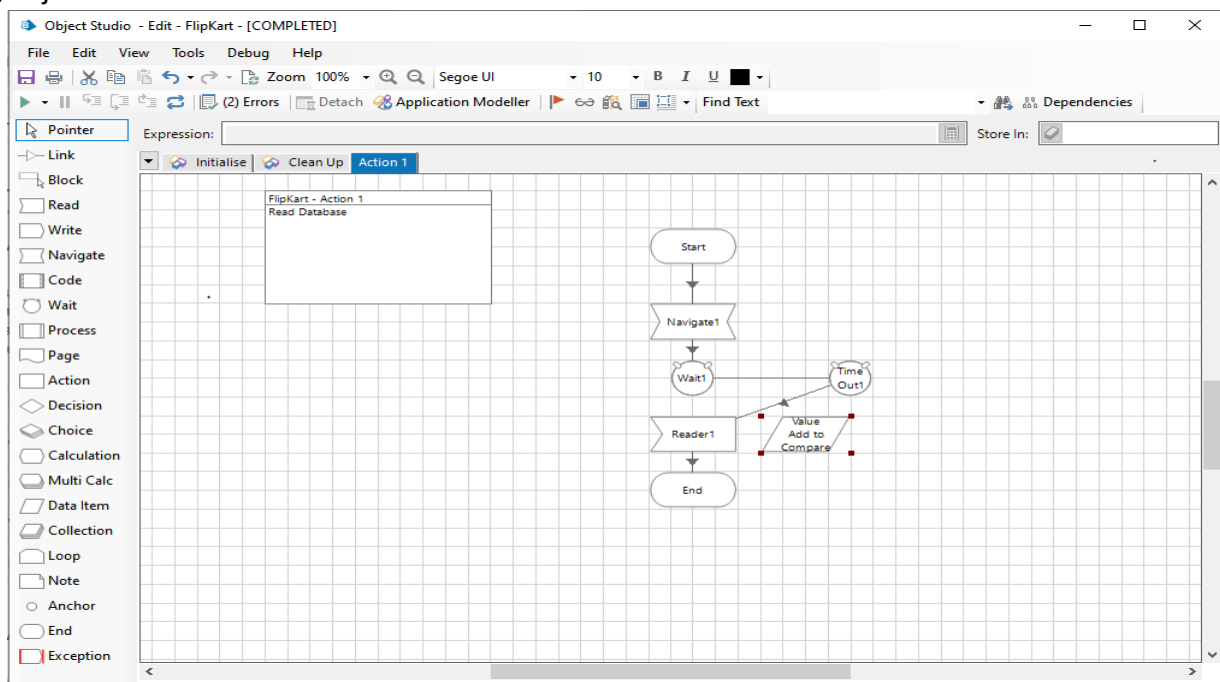 Object Studio - Edit - FlipKart - [COMPLETED]
File Edit View Tools Debug Help
Zoom 100% Segoe UI 10 B I U
(2) Errors Detach Application Modeller Find Text Dependencies
Pointer
Expression: Store In:
Link
Initialise Clean Up Action 1
Block
Read
Write
Navigate
Code
Wait
Process
Page
Action
Decision
Choice
Calculation
Multi Calc
Data Item
Collection
Loop
Note
Anchor
End
Exception
FlipKart - Action 1
Read Database
Start
Navigate1
Wait1
Time
Out1
Reader1
Value
Add to
Compare
End